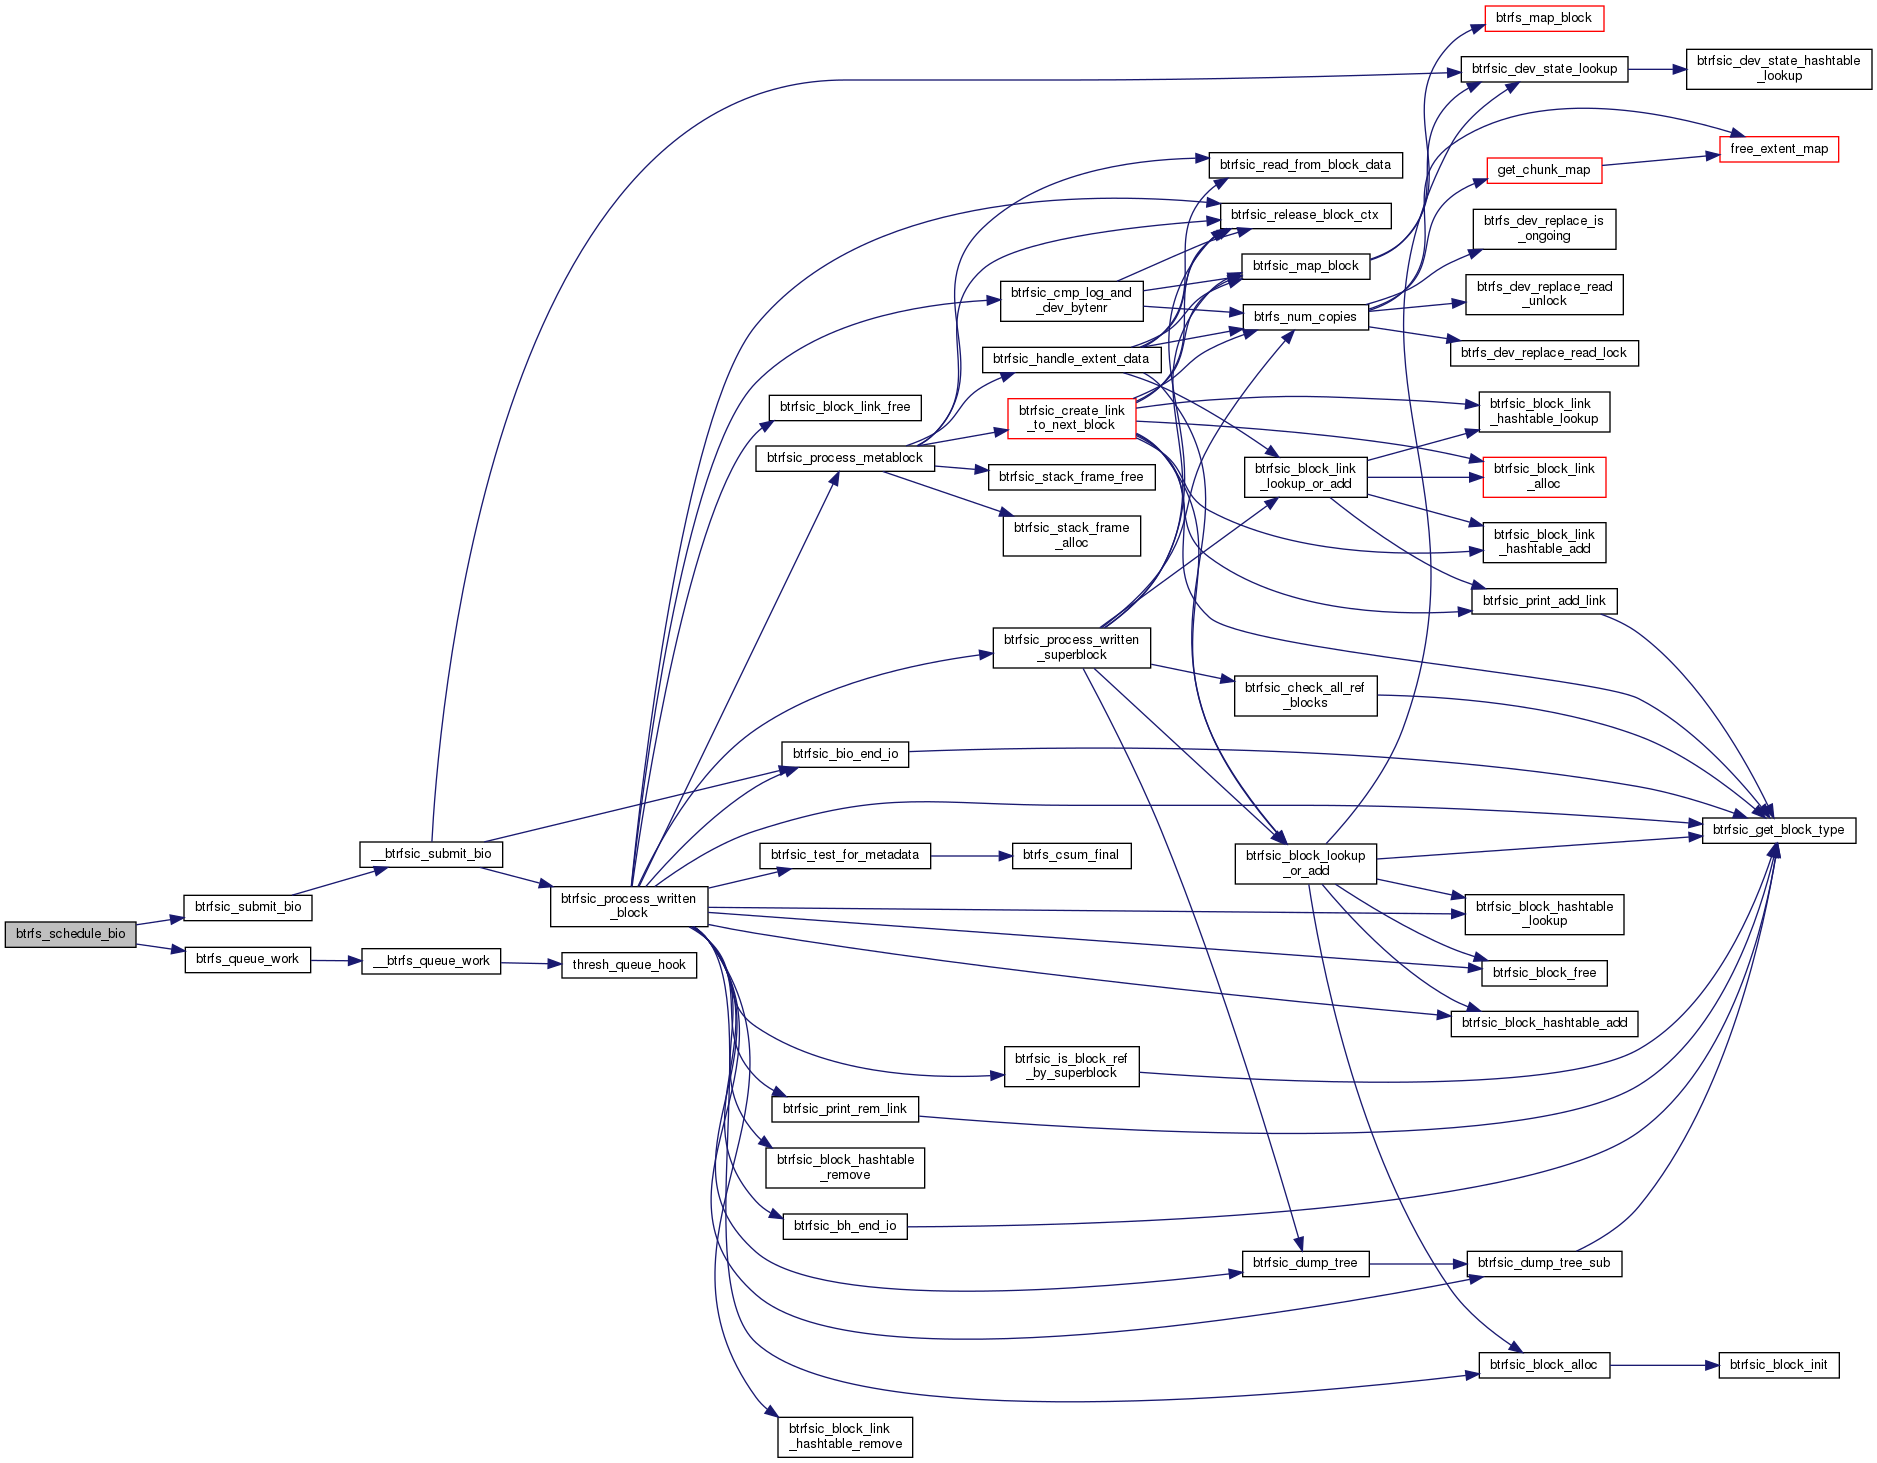 btrfs_map_block
btrfsic_dev_state_lookup
btrfsic_dev_state_hashtable
_lookup
free_extent_map
btrfsic_read_from_block_data
get_chunk_map
btrfsic_release_block_ctx
btrfs_dev_replace_is
_ongoing
btrfsic_map_block
btrfsic_cmp_log_and
_dev_bytenr
btrfs_dev_replace_read
_unlock
btrfs_num_copies
btrfsic_handle_extent_data
btrfs_dev_replace_read_lock
btrfsic_block_link_free
btrfsic_create_link
_to_next_block
btrfsic_block_link
_hashtable_lookup
btrfsic_process_metablock
btrfsic_stack_frame_free
btrfsic_block_link
_lookup_or_add
btrfsic_block_link
_alloc
btrfsic_stack_frame
_alloc
btrfsic_block_link
_hashtable_add
btrfsic_print_add_link
btrfsic_process_written
_superblock
btrfsic_check_all_ref
_blocks
btrfsic_bio_end_io
btrfsic_get_block_type
__btrfsic_submit_bio
btrfsic_test_for_metadata
btrfs_csum_final
btrfsic_block_lookup
_or_add
btrfsic_submit_bio
btrfsic_process_written
_block
btrfsic_block_hashtable
_lookup
btrfs_schedule_bio
btrfs_queue_work
__btrfs_queue_work
thresh_queue_hook
btrfsic_block_free
btrfsic_block_hashtable_add
btrfsic_is_block_ref
_by_superblock
btrfsic_print_rem_link
btrfsic_block_hashtable
_remove
btrfsic_bh_end_io
btrfsic_dump_tree
btrfsic_dump_tree_sub
btrfsic_block_alloc
btrfsic_block_init
btrfsic_block_link
_hashtable_remove